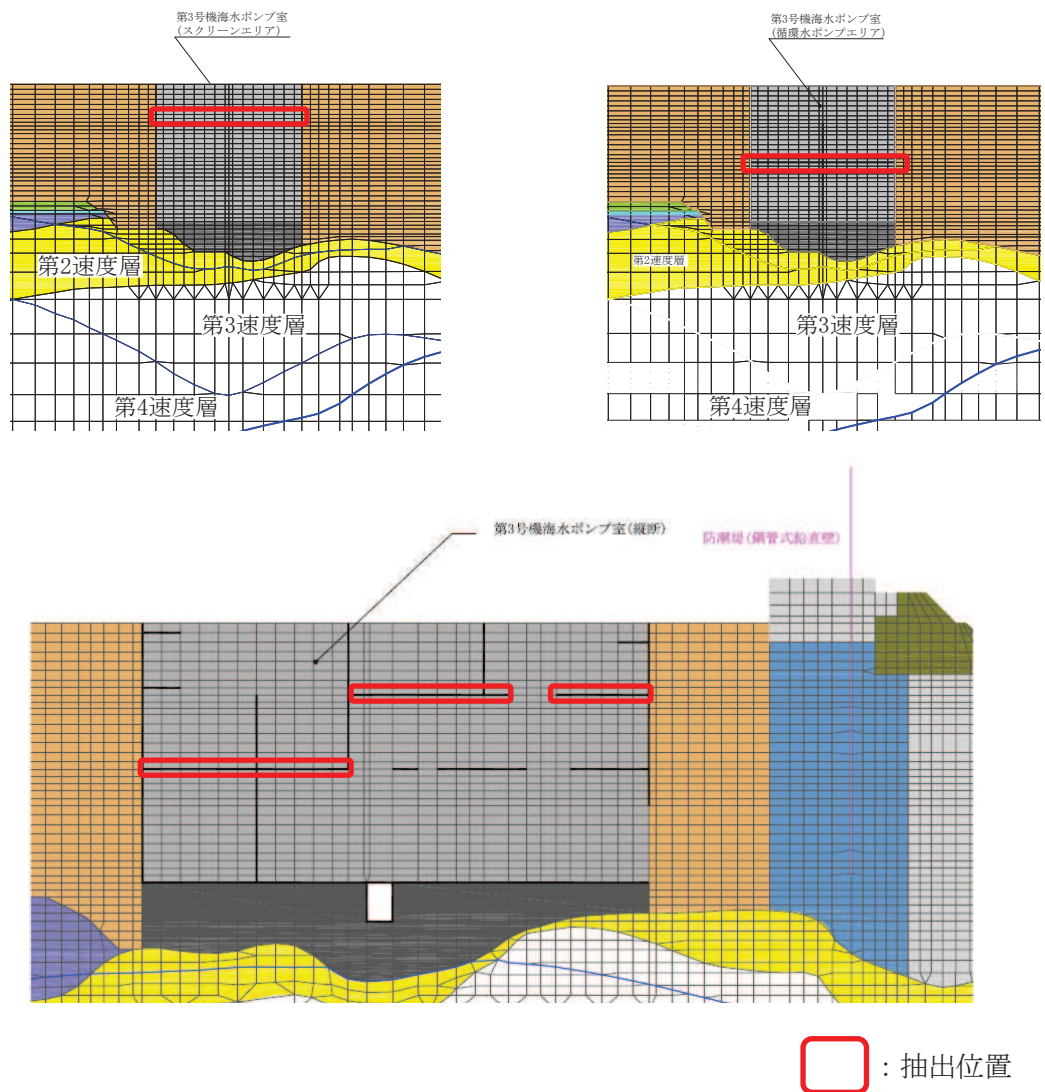 第3号機海水ポンプ室
(スクリーンエリア)
第3号機海水ポンプ室
(循環水ポンプエリア)
第2速度層
第3速度層
第4速度層
第2速度層
第3速度層
第4速度層
第3号機海水ポンプ室(縦断)
防潮堤(鋼管式鉛直壁)
：抽出位置